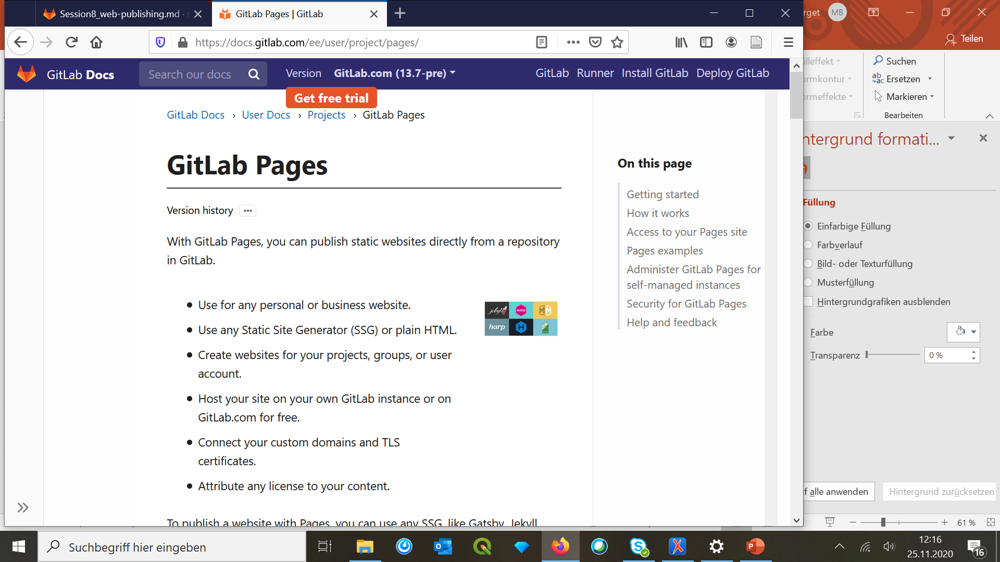 Session8_web-publishing.md
GitLab Pages | GitLab
https://docs.gitlab.com/ee/user/project/pages/
GitLab Docs
Search our docs
Version
GitLab.com (13.7-pre)
GitLab
Runner
Install GitLab
Deploy GitLab
Get free trial
GitLab Docs › User Docs › Projects › GitLab Pages
GitLab Pages
Version history
With GitLab Pages, you can publish static websites directly from a repository
in GitLab.
Use for any personal or business website.
Use any Static Site Generator (SSG) or plain HTML.
Create websites for your projects, groups, or user
account.
Host your site on your own GitLab instance or on
GitLab.com for free.
Connect your custom domains and TLS
certificates.
Attribute any license to your content.
To publish a website with Pages, you can use any SSG, like Gatsby, Jekyll,
jekyll
HUGO
MM
harp
H
On this page
Getting started
How it works
Access to your Pages site
Pages examples
Administer GitLab Pages for
self-managed instances
Security for GitLab Pages
Help and feedback
rget
MB
Teilen
lleffekt
ormkontur
ormeffekte
Suchen
Ersetzen
Markieren
Bearbeiten
ntergrund formati...
Füllung
Einfarbige Füllung
Farbverlauf
Bild- oder Texturfüllung
Musterfüllung
Hintergrundgrafiken ausblenden
Farbe
Transparenz
0 %
f alle anwenden
Hintergrund zurücksetzen
61 %
Suchbegriff hier eingeben
12:16
25.11.2020
16